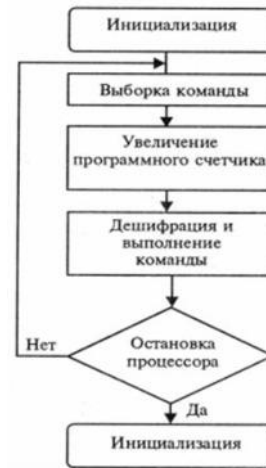 Инициализация
Выборка команды
Увеличение
программного счетчика
Дешифрация и
выполнение
команды
Нет
Остановка
процессора
Да
Инициализация